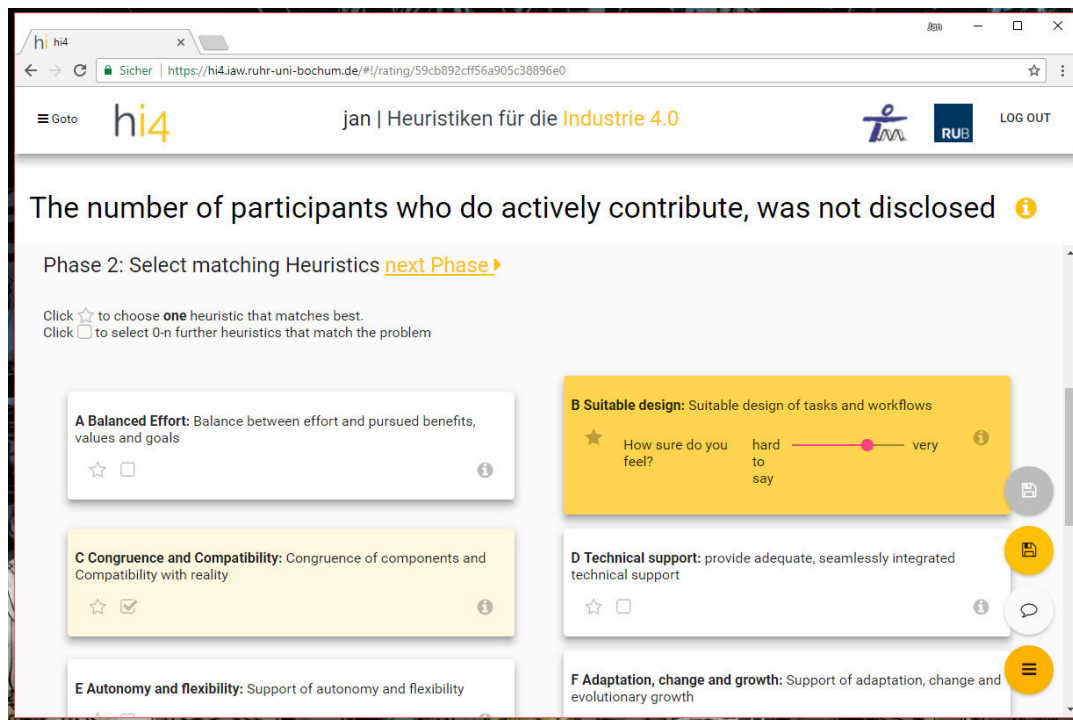 Jan
hi hi4
Sicher | https://hi4.iaw.ruhr-uni-bochum.de/#!/rating/59cb892cff56a905c38896e0
Goto
hi4
jan | Heuristiken für die Industrie 4.0
RUB
LOG OUT
The number of participants who do actively contribute, was not disclosed
Phase 2: Select matching Heuristics next Phase
Click to choose one heuristic that matches best.
Click to select 0-n further heuristics that match the problem
A Balanced Effort: Balance between effort and pursued benefits,
values and goals
B Suitable design: Suitable design of tasks and workflows
How sure do you
feel?
hard
to
say
very
C Congruence and Compatibility: Congruence of components and
Compatibility with reality
D Technical support: provide adequate, seamlessly integrated
technical support
E Autonomy and flexibility: Support of autonomy and flexibility
F Adaptation, change and growth: Support of adaptation, change and
evolutionary growth